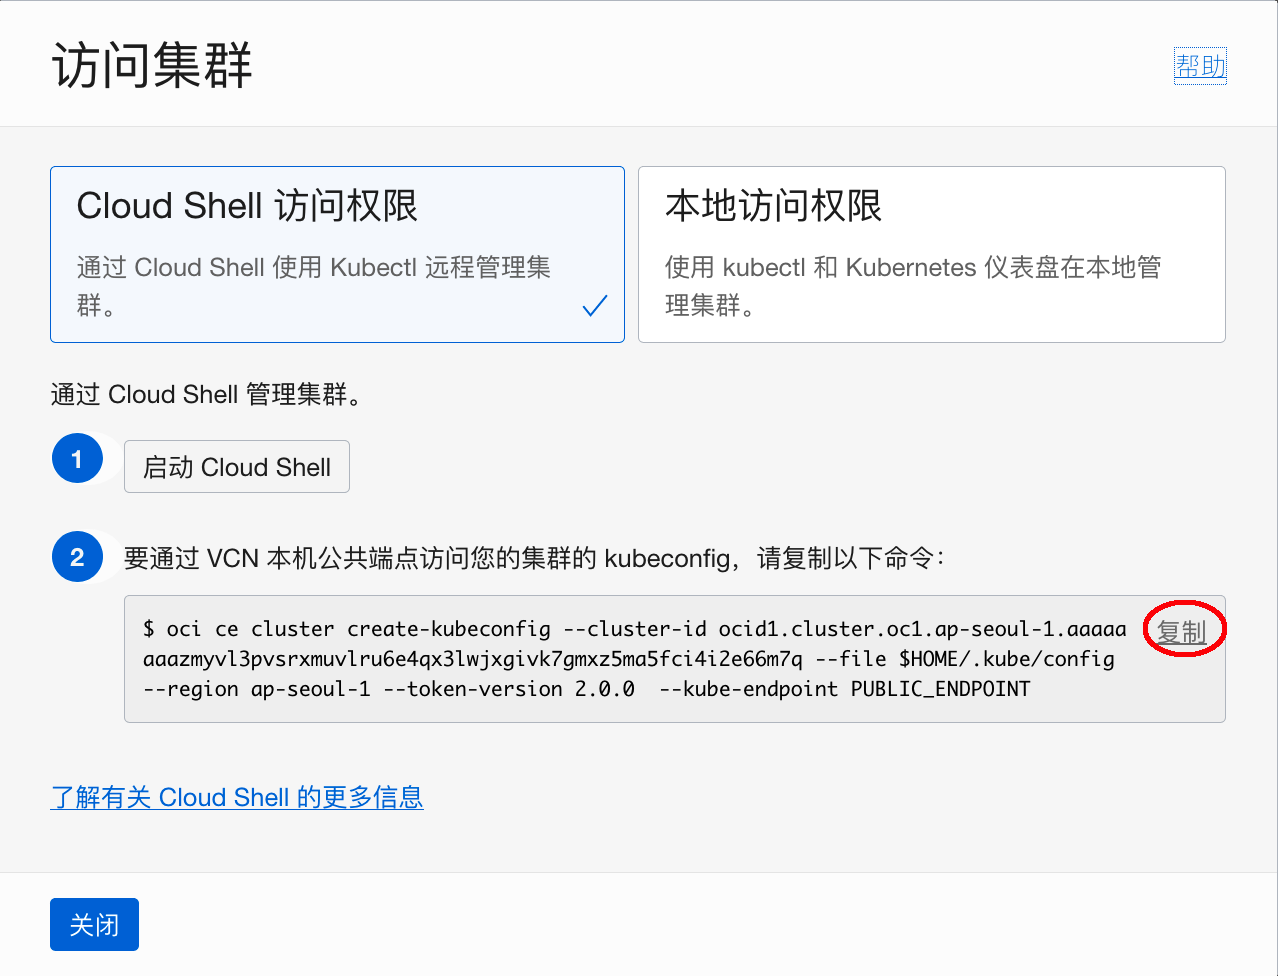 访问集群
帮助
Cloud Shell 访问权限
通过 Cloud Shell 使用 Kubectl 远程管理集
群。
本地访问权限
使用 kubectl 和 Kubernetes 仪表盘在本地管
理集群。
通过 Cloud Shell 管理集群。
1
启动 Cloud Shell
2
要通过 VCN 本机公共端点访问您的集群的 kubeconfig，请复制以下命令：
$ oci ce cluster create-kubeconfig --cluster-id ocid1.cluster.oc1.ap-seoul-1.aaaaa
aaazmyvl3pvsrxmuvlru6e4qx3lwjxgivk7gmxz5ma5fci4i2e66m7q --file $HOME/.kube/config
--region ap-seoul-1 --token-version 2.0.0  --kube-endpoint PUBLIC_ENDPOINT
复制
了解有关 Cloud Shell 的更多信息
关闭